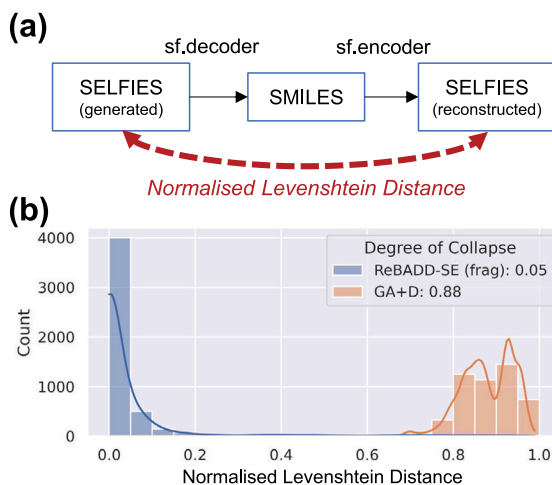 (a)
sf.decoder
sf.encoder
SELFIES
(generated)
SMILES
SELFIES
(reconstructed)
Normalised Levenshtein Distance
(b)
Degree of Collapse
ReBADD-SE (frag): 0.05
GA+D: 0.88
Count
4000
3000
2000
1000
0
0.0 0.2 0.4 0.6 0.8 1.0
Normalised Levenshtein Distance